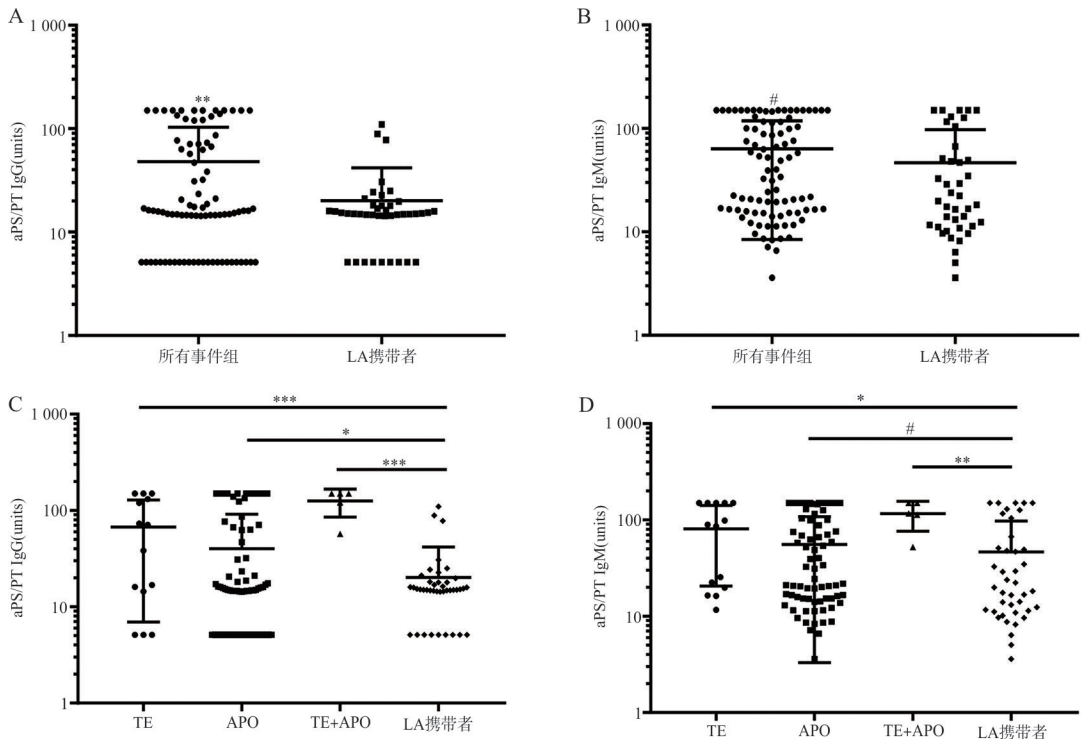 A
1 000
100
10
1
aPS/PT IgG(units)
**
所有事件组
LA携带者
B
1 000
100
10
1
aPS/PT IgM(units)
#
所有事件组
LA携带者
C
1 000
100
10
1
aPS/PT IgG(units)
***
*
***
TE
APO
TE+APO
LA携带者
D
1 000
100
10
1
aPS/PT IgM(units)
*
#
**
TE
APO
TE+APO
LA携带者